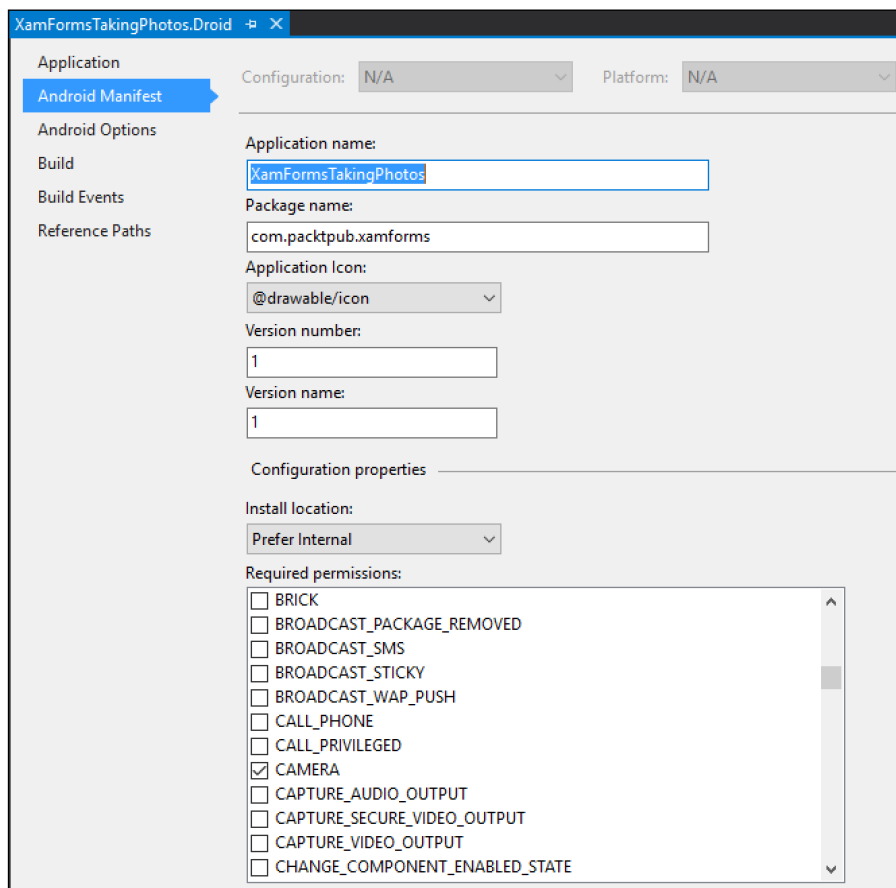 XamFormsTakingPhotos.Droid
Application
Android Manifest
Android Options
Build
Build Events
Reference Paths
Configuration: N/A Platform: N/A
Application name:
XamFormsTakingPhotos
Package name:
com.packtpub.xamforms
Application Icon:
@drawable/icon
Version number:
1
Version name:
1
Configuration properties
Install location:
Prefer Internal
Required permissions:
BRICK
BROADCAST_PACKAGE_REMOVED
BROADCAST_SMS
BROADCAST_STICKY
BROADCAST_WAP_PUSH
CALL_PHONE
CALL_PRIVILEGED
CAMERA
CAPTURE_AUDIO_OUTPUT
CAPTURE_SECURE_VIDEO_OUTPUT
CAPTURE_VIDEO_OUTPUT
CHANGE_COMPONENT_ENABLED_STATE